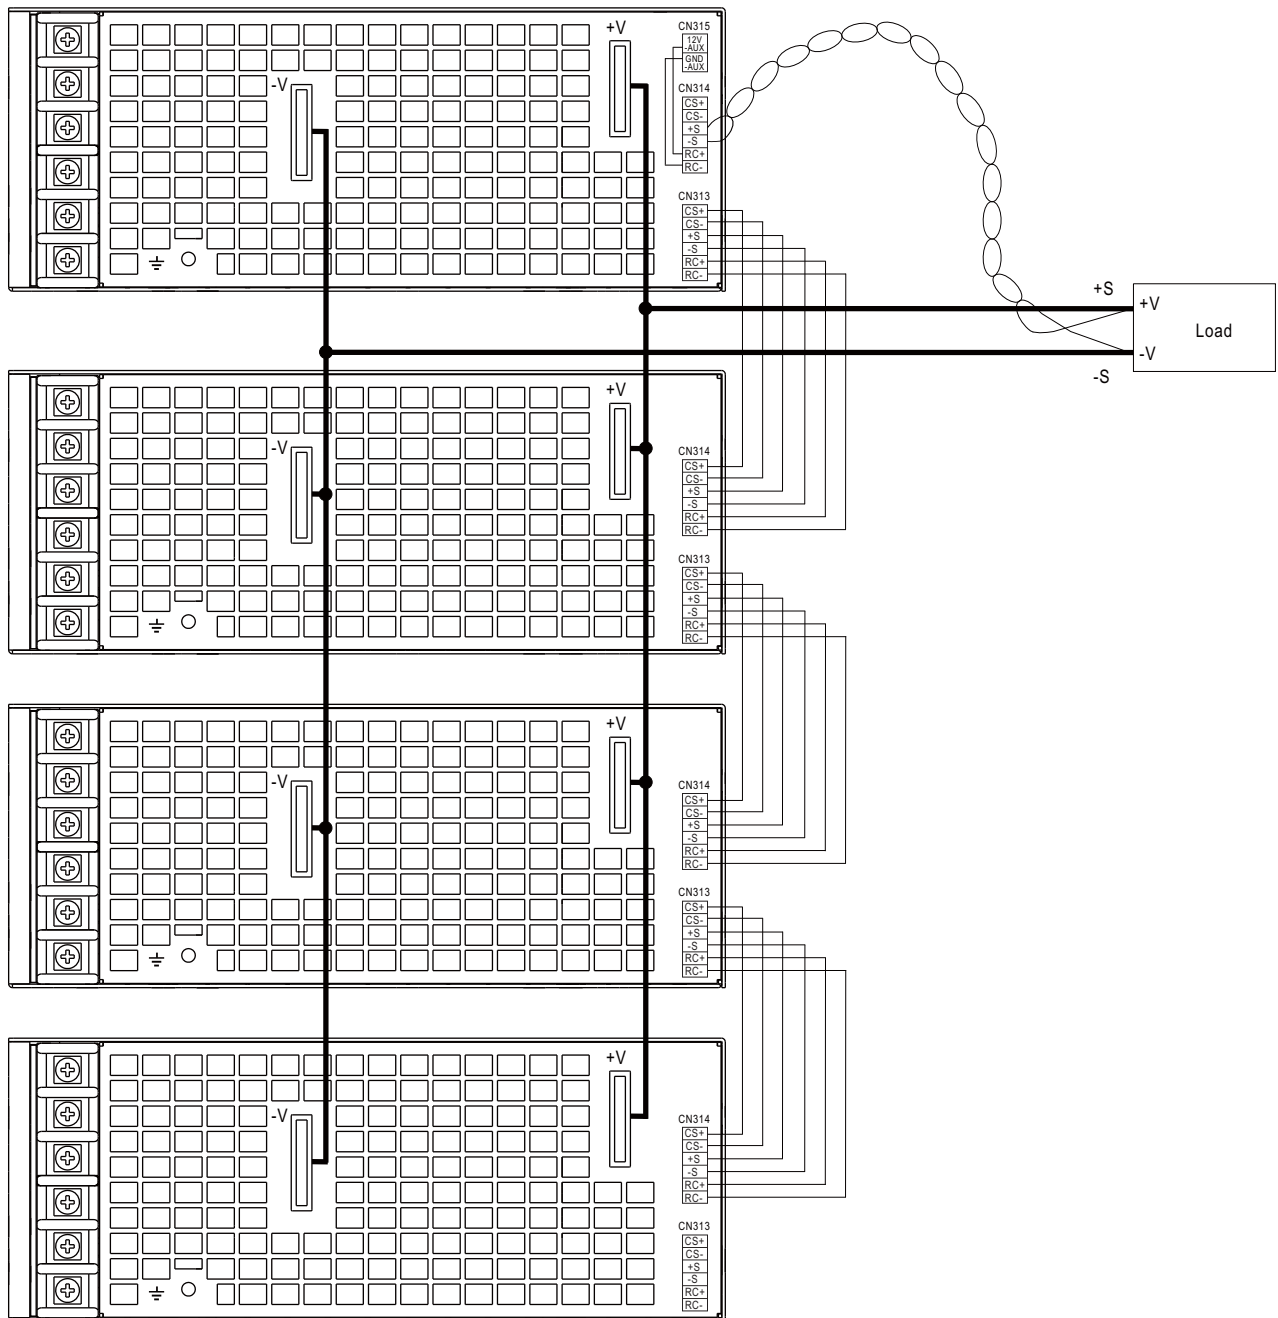 +V
CN315
12V
-AUX
GND
-AUX
-V
CN314
CS+
CS-
+S
-S
RC+
RC-
CN313
CS+
CS-
+S
-S
RC+
RC-
+S
+V
Load
-V
-S
+V
-V
CN314
CS+
CS-
+S
-S
RC+
RC-
CN313
CS+
CS-
+S
-S
RC+
RC-
+V
-V
CN314
CS+
CS-
+S
-S
RC+
RC-
CN313
CS+
CS-
+S
-S
RC+
RC-
+V
-V
CN314
CS+
CS-
+S
-S
RC+
RC-
CN313
CS+
CS-
+S
-S
RC+
RC-